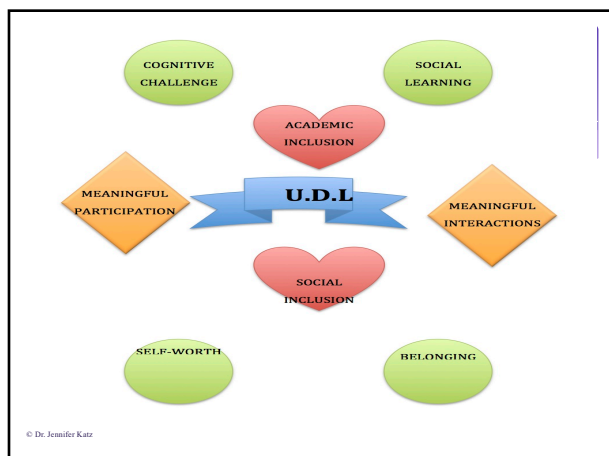 COGNITIVE
CHALLENGE
SOCIAL
LEARNING
ACADEMIC
INCLUSION
U.D.L
MEANINGFUL
PARTICIPATION
MEANINGFUL
INTERACTIONS
SOCIAL
INCLUSION
SELF-WORTH
BELONGING
© Dr. Jennifer Katz